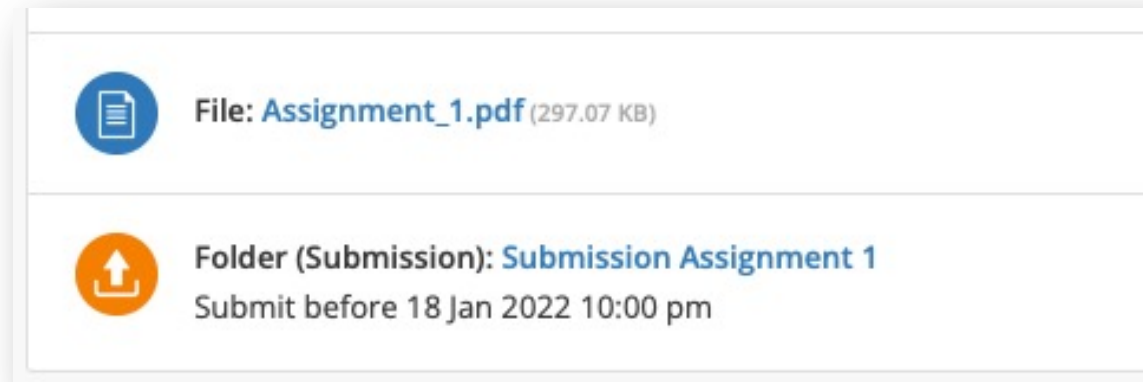 File: Assignment_1.pdf (297.07 KB)
Folder (Submission): Submission Assignment 1
Submit before 18 Jan 2022 10:00 pm